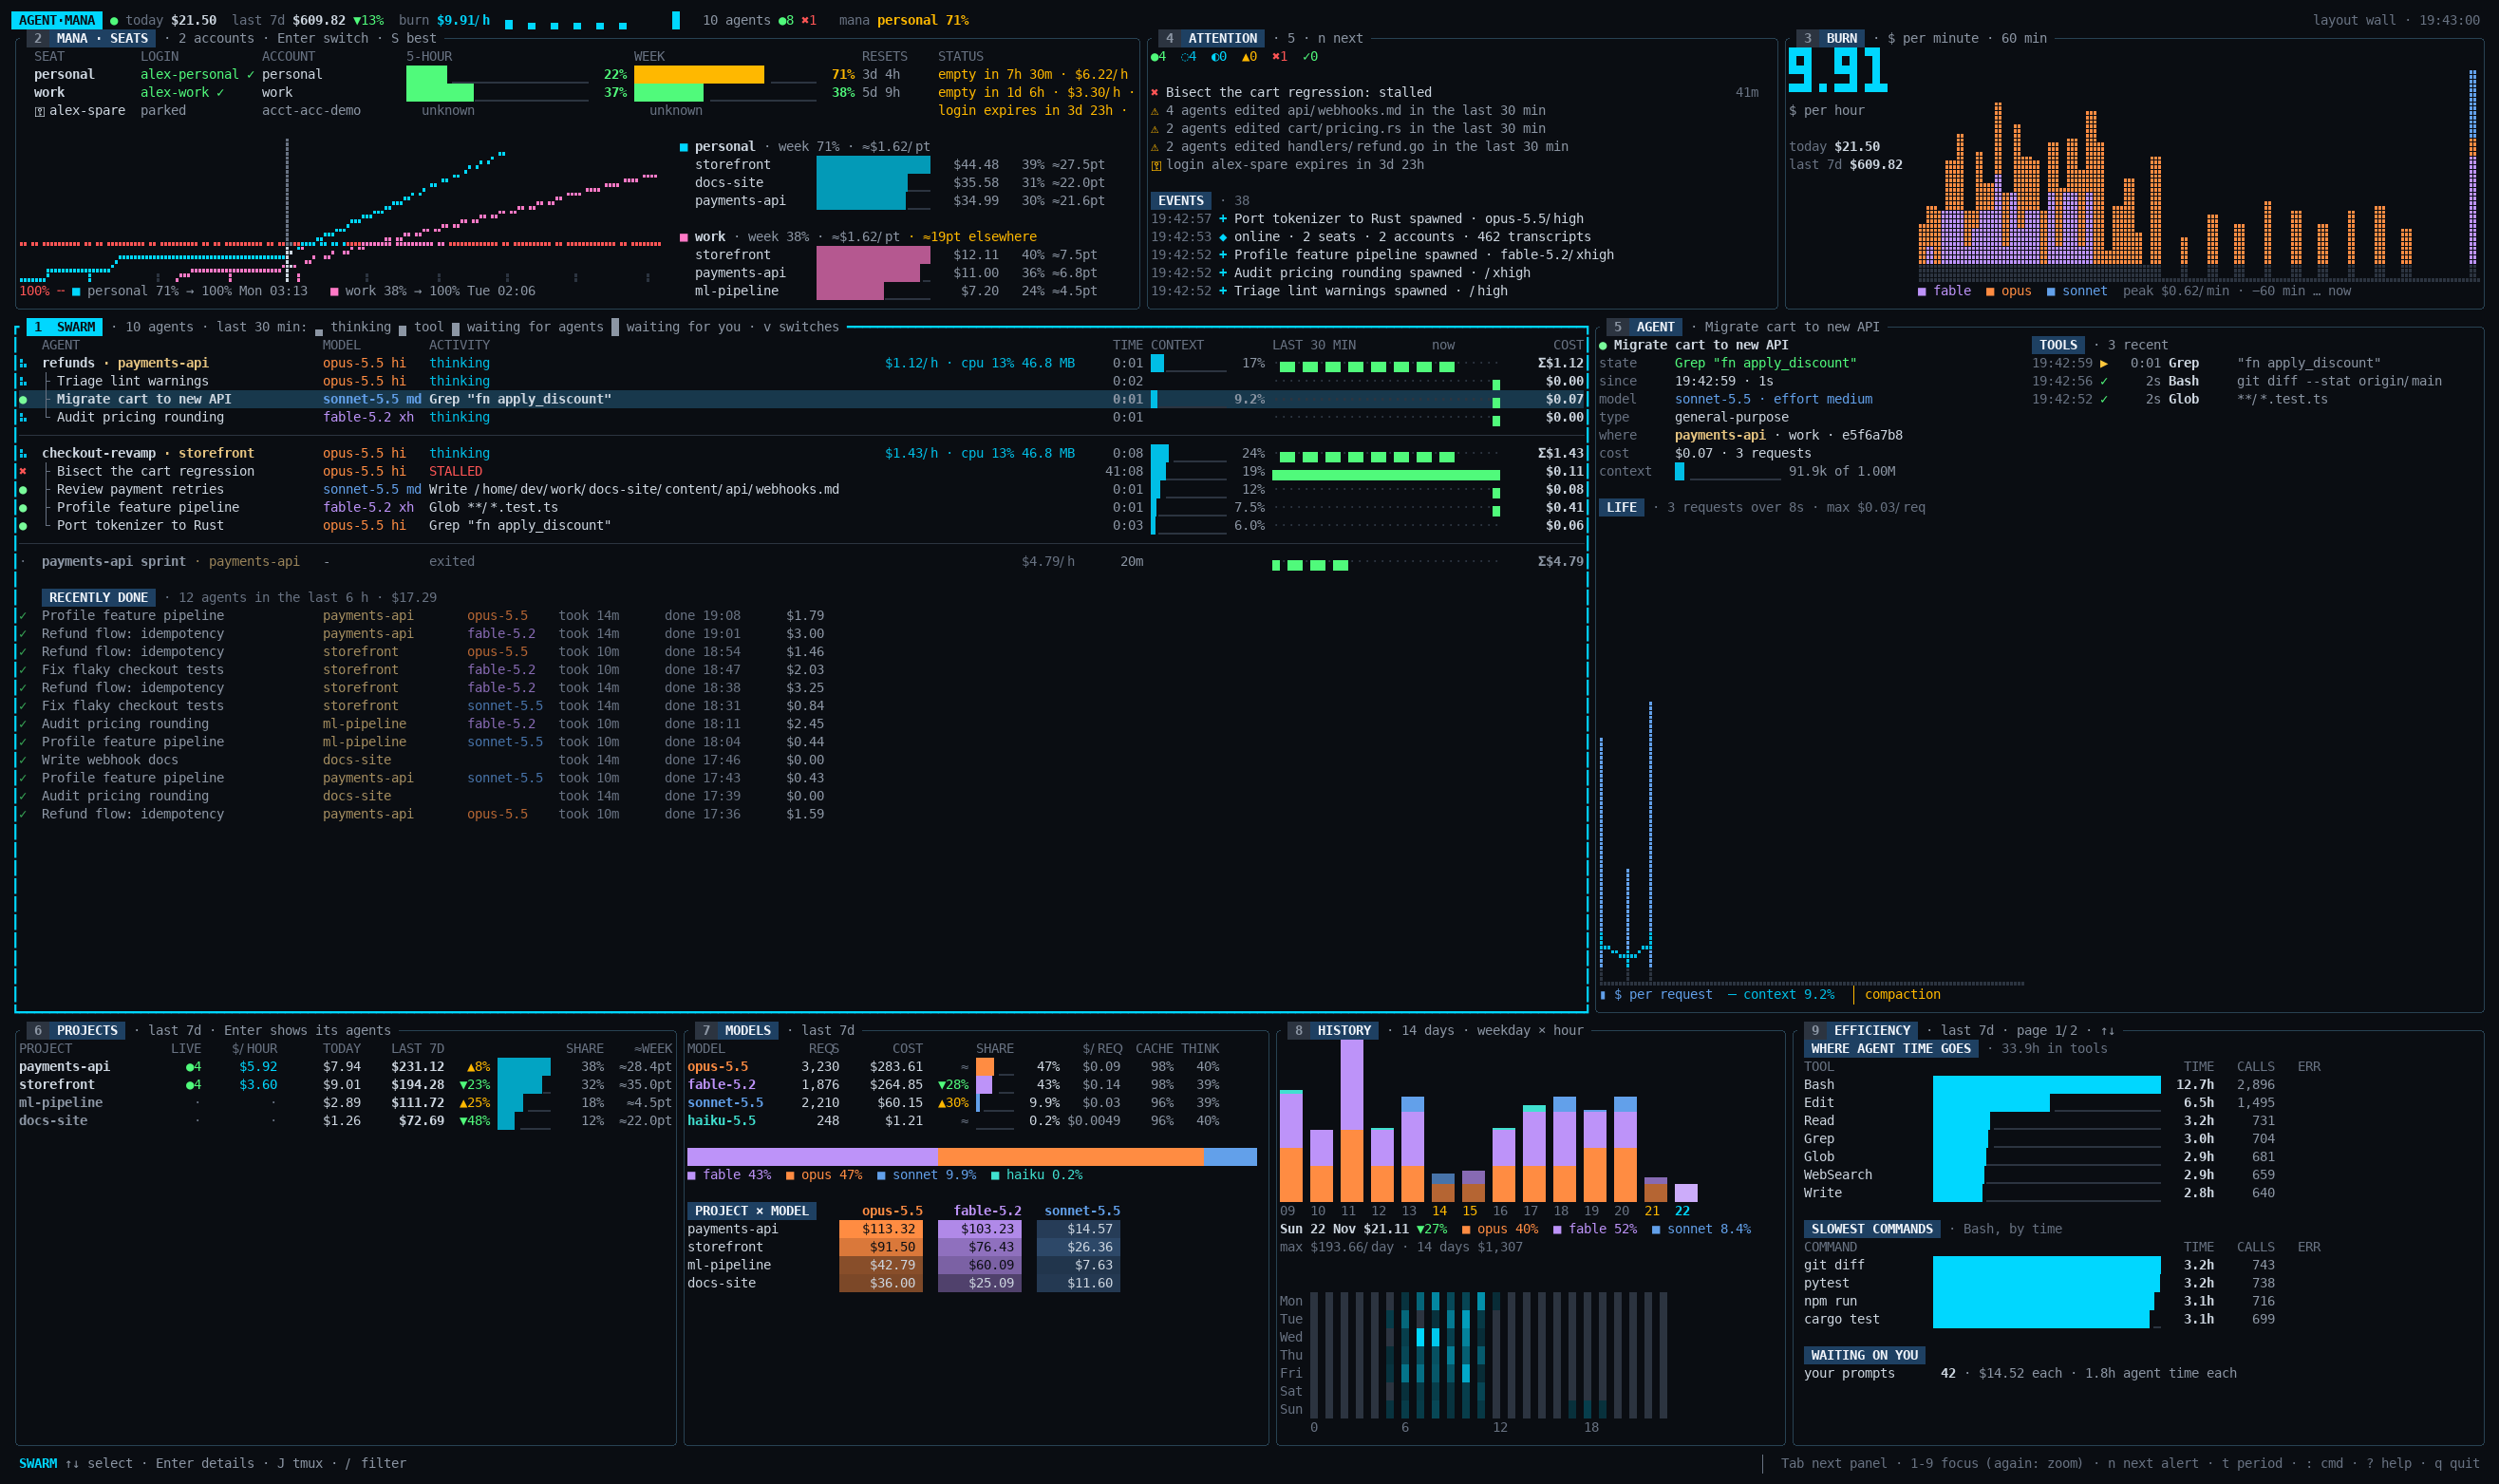 AGENT·MANA ● today $21.50 last 7d $609.82 ▼13% burn $9.91/h 10 agents ●8 ✖1 mana personal 71% layout wall · 19:43:00
2 MANA · SEATS · 2 accounts · Enter switch · S best
SEAT LOGIN ACCOUNT 5-HOUR WEEK RESETS STATUS
personal alex-personal ✓ personal 22% 71% 3d 4h empty in 7h 30m · $6.22/h
work alex-work ✓ work 37% 38% 5d 9h empty in 1d 6h · $3.30/h ·
alex-spare parked acct-acc-demo unknown unknown login expires in 3d 23h ·
■ personal · week 71% · ≈$1.62/pt
storefront $44.48 39% ≈27.5pt
docs-site $35.58 31% ≈22.0pt
payments-api $34.99 30% ≈21.6pt
■ work · week 38% · ≈$1.62/pt · ≈19pt elsewhere
storefront $12.11 40% ≈7.5pt
payments-api $11.00 36% ≈6.8pt
ml-pipeline $7.20 24% ≈4.5pt
100% ╌ ■ personal 71% → 100% Mon 03:13 ■ work 38% → 100% Tue 02:06
4 ATTENTION · 5 · n next
●4 ◌4 ◐0 ▲0 ✖1 ✓0
✖ Bisect the cart regression: stalled 41m
⚠ 4 agents edited api/webhooks.md in the last 30 min
⚠ 2 agents edited cart/pricing.rs in the last 30 min
⚠ 2 agents edited handlers/refund.go in the last 30 min
login alex-spare expires in 3d 23h
EVENTS · 38
19:42:57 + Port tokenizer to Rust spawned · opus-5.5/high
19:42:53 ◆ online · 2 seats · 2 accounts · 462 transcripts
19:42:52 + Profile feature pipeline spawned · fable-5.2/xhigh
19:42:52 + Audit pricing rounding spawned · /xhigh
19:42:52 + Triage lint warnings spawned · /high
3 BURN · $ per minute · 60 min
9.91
$ per hour
today $21.50
last 7d $609.82
■ fable ■ opus ■ sonnet peak $0.62/min · −60 min … now
1 SWARM · 10 agents · last 30 min: thinking tool waiting for agents waiting for you · v switches
AGENT MODEL ACTIVITY TIME CONTEXT LAST 30 MIN now COST
refunds · payments-api opus-5.5 hi thinking $1.12/h · cpu 13% 46.8 MB 0:01 17% Σ$1.12
├ Triage lint warnings opus-5.5 hi thinking 0:02 $0.00
● ├ Migrate cart to new API sonnet-5.5 md Grep "fn apply_discount" 0:01 9.2% $0.07
└ Audit pricing rounding fable-5.2 xh thinking 0:01 $0.00
checkout-revamp · storefront opus-5.5 hi thinking $1.43/h · cpu 13% 46.8 MB 0:08 24% Σ$1.43
✖ ├ Bisect the cart regression opus-5.5 hi STALLED 41:08 19% $0.11
● ├ Review payment retries sonnet-5.5 md Write /home/dev/work/docs-site/content/api/webhooks.md 0:01 12% $0.08
● ├ Profile feature pipeline fable-5.2 xh Glob **/*.test.ts 0:01 7.5% $0.41
● └ Port tokenizer to Rust opus-5.5 hi Grep "fn apply_discount" 0:03 6.0% $0.06
· payments-api sprint · payments-api - exited $4.79/h 20m Σ$4.79
RECENTLY DONE · 12 agents in the last 6 h · $17.29
✓ Profile feature pipeline payments-api opus-5.5 took 14m done 19:08 $1.79
✓ Refund flow: idempotency payments-api fable-5.2 took 14m done 19:01 $3.00
✓ Refund flow: idempotency storefront opus-5.5 took 10m done 18:54 $1.46
✓ Fix flaky checkout tests storefront fable-5.2 took 10m done 18:47 $2.03
✓ Refund flow: idempotency storefront fable-5.2 took 14m done 18:38 $3.25
✓ Fix flaky checkout tests storefront sonnet-5.5 took 14m done 18:31 $0.84
✓ Audit pricing rounding ml-pipeline fable-5.2 took 10m done 18:11 $2.45
✓ Profile feature pipeline ml-pipeline sonnet-5.5 took 10m done 18:04 $0.44
✓ Write webhook docs docs-site took 14m done 17:46 $0.00
✓ Profile feature pipeline payments-api sonnet-5.5 took 10m done 17:43 $0.43
✓ Audit pricing rounding docs-site took 14m done 17:39 $0.00
✓ Refund flow: idempotency payments-api opus-5.5 took 10m done 17:36 $1.59
5 AGENT · Migrate cart to new API
● Migrate cart to new API
state Grep "fn apply_discount"
since 19:42:59 · 1s
model sonnet-5.5 · effort medium
type general-purpose
where payments-api · work · e5f6a7b8
cost $0.07 · 3 requests
context 91.9k of 1.00M
TOOLS · 3 recent
19:42:59 ▶ 0:01 Grep "fn apply_discount"
19:42:56 ✓ 2s Bash git diff --stat origin/main
19:42:52 ✓ 2s Glob **/*.test.ts
LIFE · 3 requests over 8s · max $0.03/req
▮ $ per request ─ context 9.2% │ compaction
6 PROJECTS · last 7d · Enter shows its agents
PROJECT LIVE $/HOUR TODAY LAST 7D SHARE ≈WEEK
payments-api ●4 $5.92 $7.94 $231.12 ▲8% 38% ≈28.4pt
storefront ●4 $3.60 $9.01 $194.28 ▼23% 32% ≈35.0pt
ml-pipeline · · $2.89 $111.72 ▲25% 18% ≈4.5pt
docs-site · · $1.26 $72.69 ▼48% 12% ≈22.0pt
7 MODELS · last 7d
MODEL REQS COST SHARE $/REQ CACHE THINK
opus-5.5 3,230 $283.61 ≈ 47% $0.09 98% 40%
fable-5.2 1,876 $264.85 ▼28% 43% $0.14 98% 39%
sonnet-5.5 2,210 $60.15 ▲30% 9.9% $0.03 96% 39%
haiku-5.5 248 $1.21 ≈ 0.2% $0.0049 96% 40%
■ fable 43% ■ opus 47% ■ sonnet 9.9% ■ haiku 0.2%
PROJECT × MODEL opus-5.5 fable-5.2 sonnet-5.5
payments-api $113.32 $103.23 $14.57
storefront $91.50 $76.43 $26.36
ml-pipeline $42.79 $60.09 $7.63
docs-site $36.00 $25.09 $11.60
8 HISTORY · 14 days · weekday × hour
09 10 11 12 13 14 15 16 17 18 19 20 21 22
Sun 22 Nov $21.11 ▼27% ■ opus 40% ■ fable 52% ■ sonnet 8.4%
max $193.66/day · 14 days $1,307
Mon
Tue
Wed
Thu
Fri
Sat
Sun
0 6 12 18
9 EFFICIENCY · last 7d · page 1/2 · ↑↓
WHERE AGENT TIME GOES · 33.9h in tools
TOOL TIME CALLS ERR
Bash 12.7h 2,896
Edit 6.5h 1,495
Read 3.2h 731
Grep 3.0h 704
Glob 2.9h 681
WebSearch 2.9h 659
Write 2.8h 640
SLOWEST COMMANDS · Bash, by time
COMMAND TIME CALLS ERR
git diff 3.2h 743
pytest 3.2h 738
npm run 3.1h 716
cargo test 3.1h 699
WAITING ON YOU
your prompts 42 · $14.52 each · 1.8h agent time each
SWARM ↑↓ select · Enter details · J tmux · / filter
Tab next panel · 1-9 focus (again: zoom) · n next alert · t period · : cmd · ? help · q quit